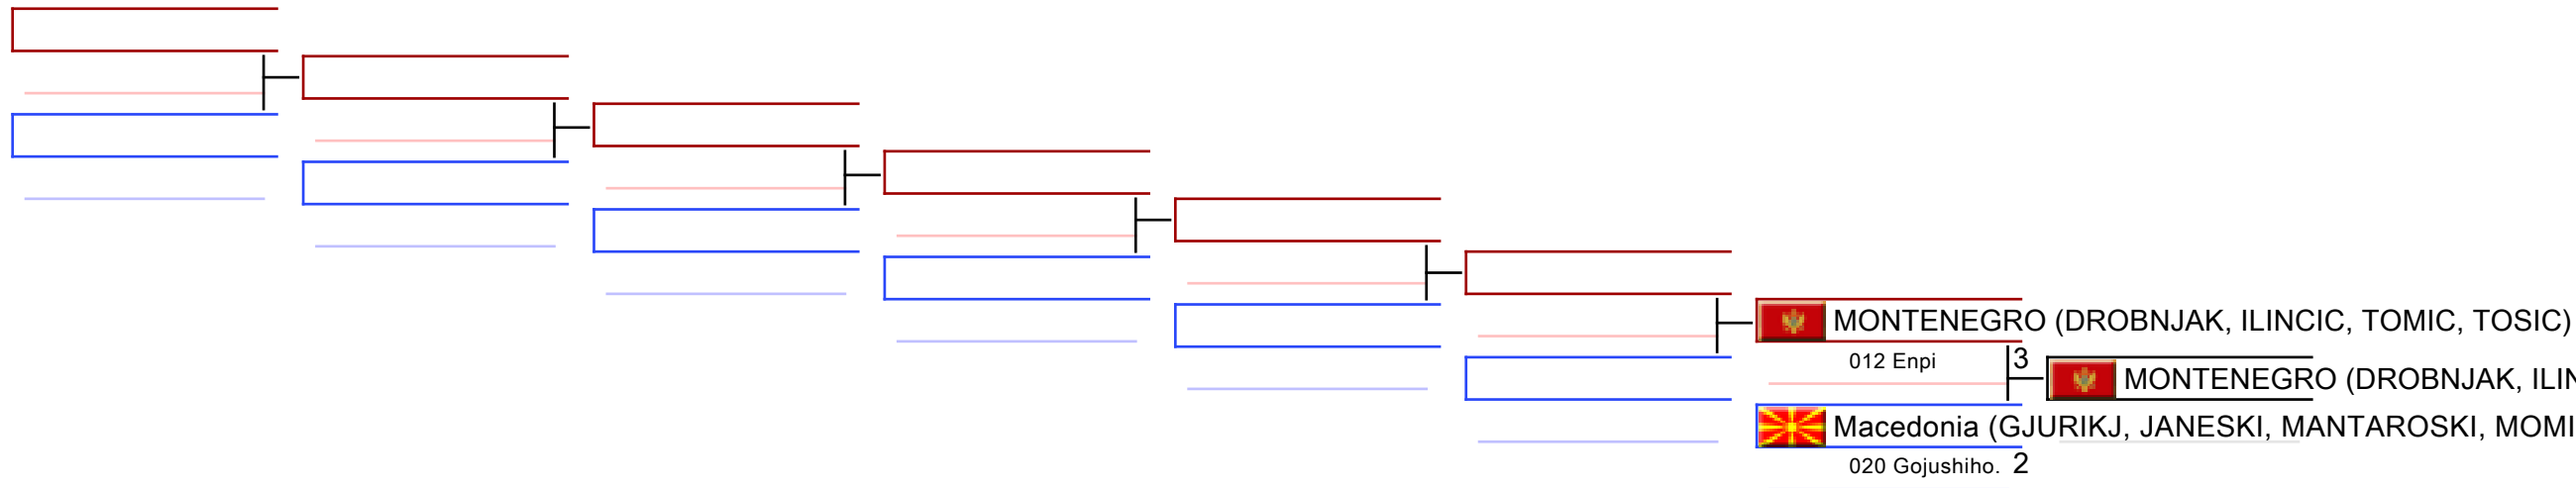 MONTENEGRO (DROBNJAK, ILINCIC, TOMIC, TOSIC)
012 Enpi 3
MONTENEGRO (DROBNJAK, ILIN
Macedonia (GJURIKJ, JANESKI, MANTAROSKI, MOMI
020 Gojushiho. 2